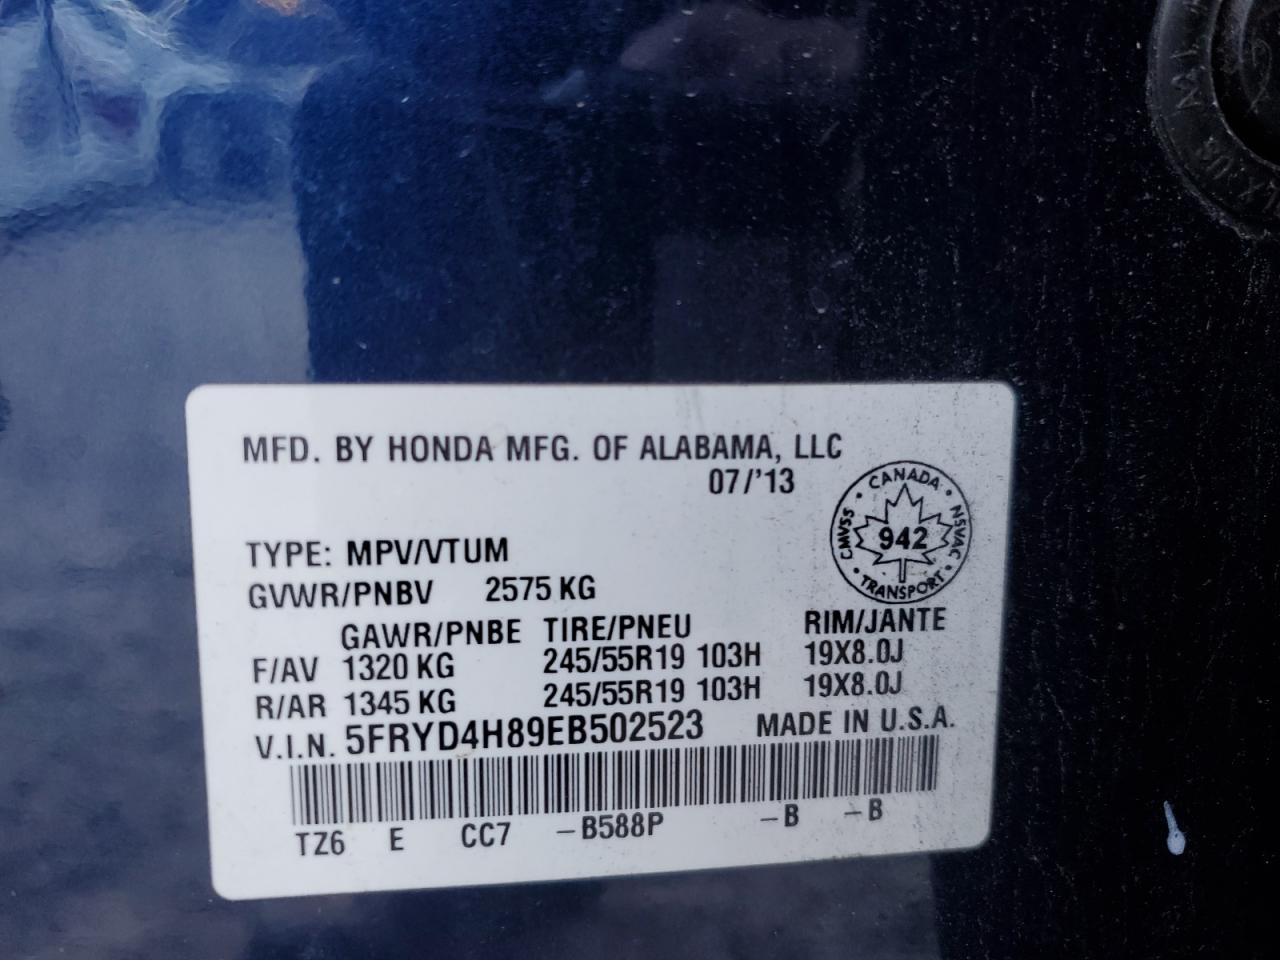 MFD. BY HONDA MFG. OF ALABAMA, LLC
07/'13
CANADA
CMVSS 942 NSVAC
TRANSPORT
TYPE: MPV/VTUM
GVWR/PNBV 2575 KG
GAWR/PNBE TIRE/PNEU RIM/JANTE
F/AV 1320 KG 245/55R19 103H 19X8.0J
R/AR 1345 KG 245/55R19 103H 19X8.0J
V.I.N. 5FRYD4H89EB502523 MADE IN U.S.A.
TZ6 E CC7 –B588P –B –B